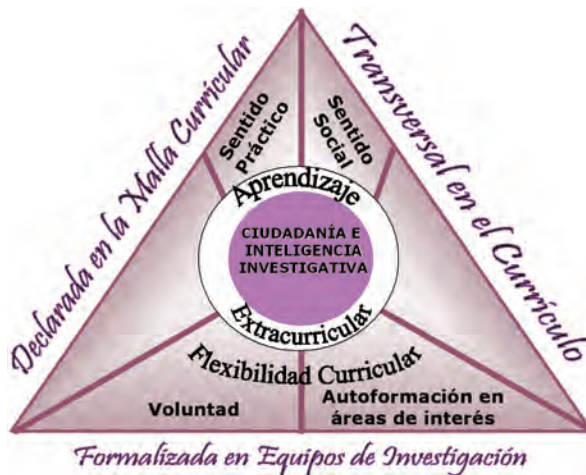 Declarada en la Malla Curricular
Transversal en el Currículo
Sentido
Práctico
Sentido
Social
Aprendizaje
CIUDADANÍA E
INTELIGENCIA
INVESTIGATIVA
Extracurricular
Flexibilidad Curricular
Voluntad
Autoformación en
áreas de interés
Formalizada en Equipos de Investigación